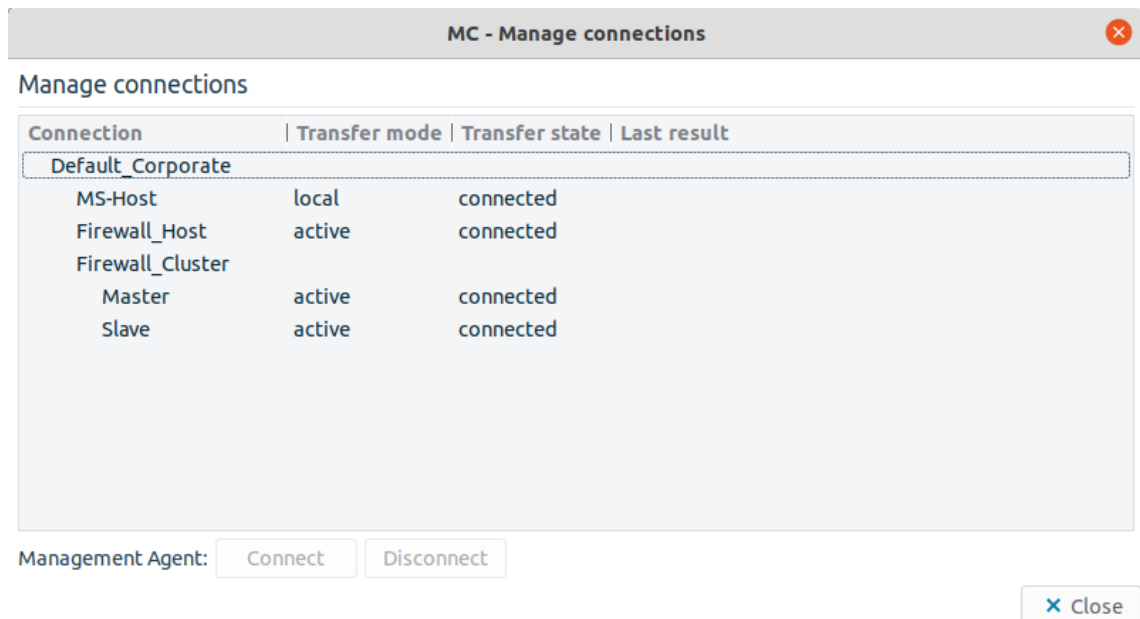 MC - Manage connections
Manage connections
Connection Transfer mode Transfer state Last result
Default_Corporate
MS-Host local connected
Firewall_Host active connected
Firewall_Cluster
Master active connected
Slave active connected
Management Agent: Connect Disconnect
Close